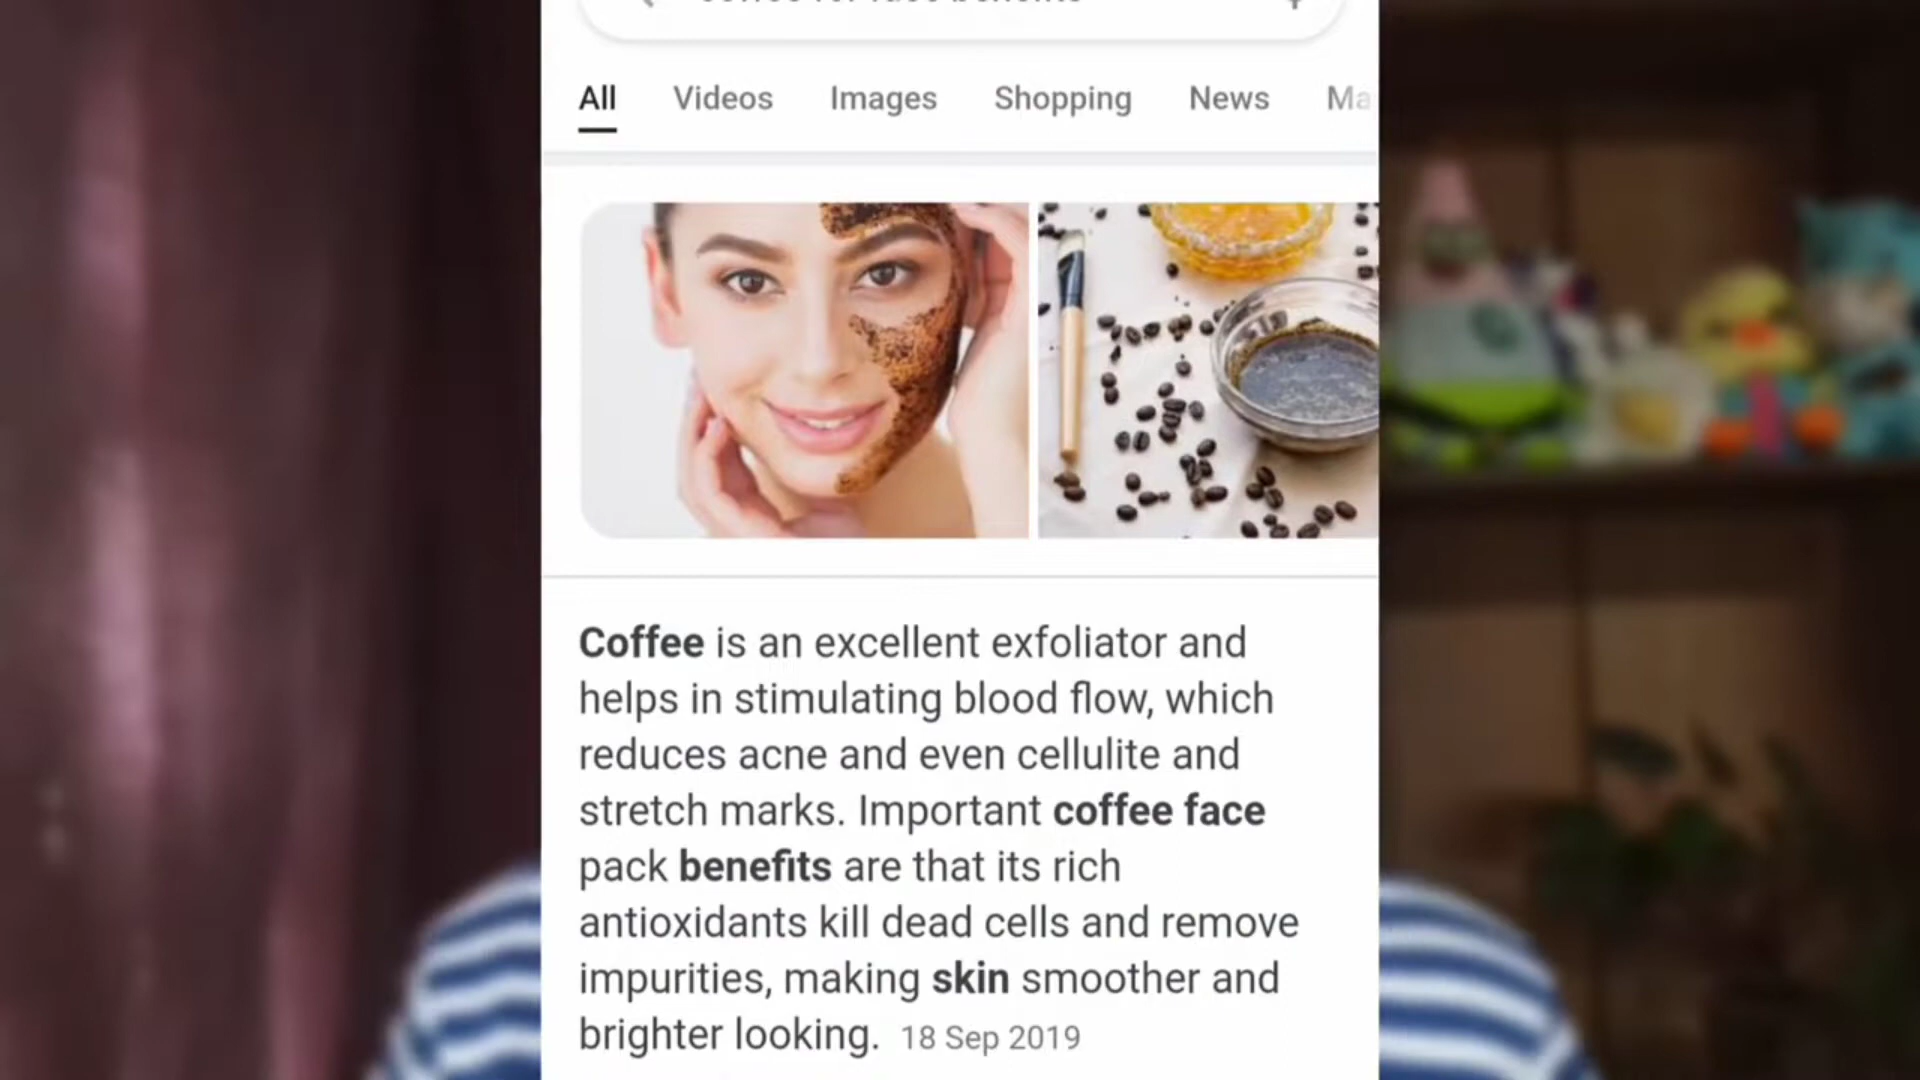 All Videos Images Shopping News Ma
Coffee is an excellent exfoliator and
helps in stimulating blood flow, which
reduces acne and even cellulite and
stretch marks. Important coffee face
pack benefits are that its rich
antioxidants kill dead cells and remove
impurities, making skin smoother and
brighter looking. 18 Sep 2019